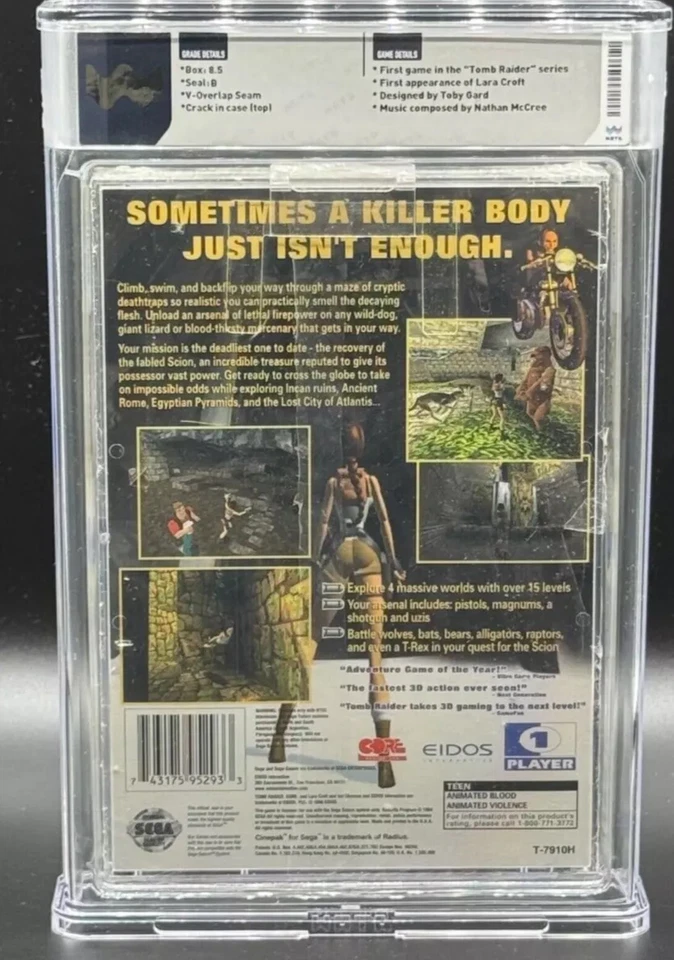 GRADE DETAILS
*Box: 8.5
*Seal: B
*V-Overlap Seam
*Crack in case (top)
GAME DETAILS
* First game in the "Tomb Raider" series
* First appearance of Lara Croft
* Designed by Toby Gard
* Music composed by Nathan McCree
WATA
SOMETIMES A KILLER BODY
JUST ISN'T ENOUGH.
Climb, swim, and backflip your way through a maze of cryptic
deathtraps so realistic you can practically smell the decaying
flesh. Unload an arsenal of lethal firepower on any wild-dog,
giant lizard or blood-thirsty mercenary that gets in your way.
Your mission is the deadliest one to date - the recovery of
the fabled Scion, an incredible treasure reputed to give its
possessor vast power. Get ready to cross the globe to take
on impossible odds while exploring Incan ruins, Ancient
Rome, Egyptian Pyramids, and the Lost City of Atlantis...
Explore 4 massive worlds with over 15 levels
Your arsenal includes: pistols, magnums, a
shotgun and uzis
Battle wolves, bats, bears, alligators, raptors,
and even a T-Rex in your quest for the Scion
"Adventure Game of the Year!"
- Ultra Game Players
"The fastest 3D action ever seen!"
- Next Generation
"Tomb Raider takes 3D gaming to the next level!"
- GameFan
7 43175 95293 3
CORE
EIDOS
INTERACTIVE
1
PLAYER
SEGA
Cinepak™ for Sega™ is a trademark of Radius.
TEEN
ANIMATED BLOOD
ANIMATED VIOLENCE
For information on this product's
rating, please call 1-800-771-3772
T-7910H
WATA